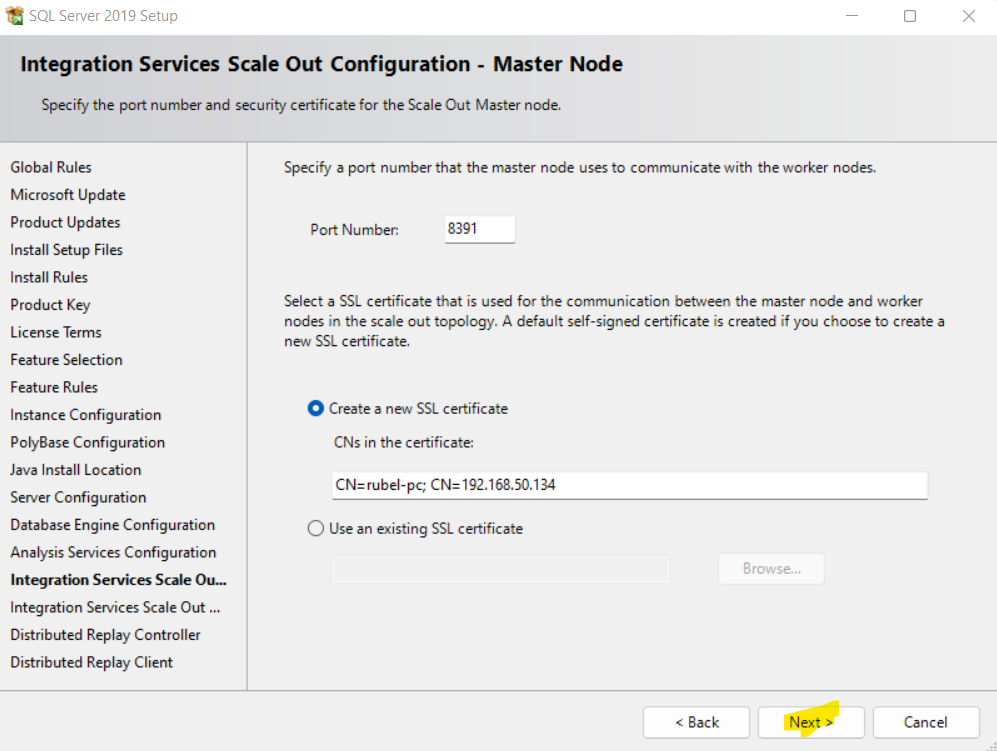 SQL Server 2019 Setup
Integration Services Scale Out Configuration - Master Node
Specify the port number and security certificate for the Scale Out Master node.
Global Rules
Microsoft Update
Product Updates
Install Setup Files
Install Rules
Product Key
License Terms
Feature Selection
Feature Rules
Instance Configuration
PolyBase Configuration
Java Install Location
Server Configuration
Database Engine Configuration
Analysis Services Configuration
Integration Services Scale Ou...
Integration Services Scale Out ...
Distributed Replay Controller
Distributed Replay Client
Specify a port number that the master node uses to communicate with the worker nodes.
Port Number: 8391
Select a SSL certificate that is used for the communication between the master node and worker
nodes in the scale out topology. A default self-signed certificate is created if you choose to create a
new SSL certificate.
Create a new SSL certificate
CNs in the certificate:
CN=rubel-pc; CN=192.168.50.134
Use an existing SSL certificate
Browse...
< Back Next > Cancel